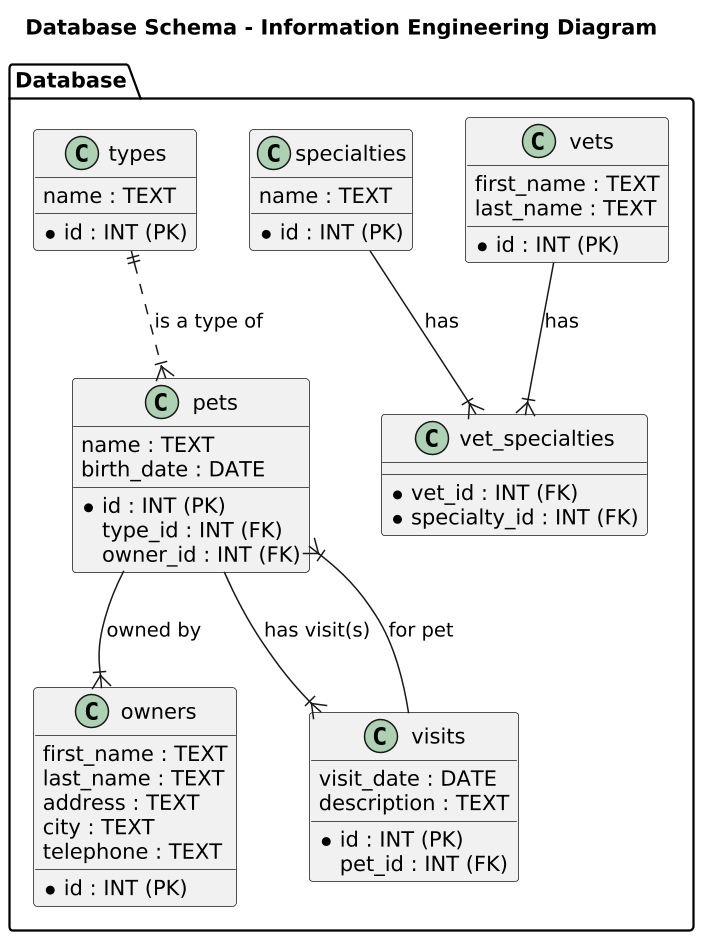 Database Schema - Information Engineering Diagram
Database
C types
name : TEXT
id : INT (PK)
C specialties
name : TEXT
id : INT (PK)
C vets
first_name : TEXT
last_name : TEXT
id : INT (PK)
is a type of
has
has
C pets
name : TEXT
birth_date : DATE
id : INT (PK)
type_id : INT (FK)
owner_id : INT (FK)
C vet_specialties
vet_id : INT (FK)
specialty_id : INT (FK)
owned by
has visit(s)
for pet
C owners
first_name : TEXT
last_name : TEXT
address : TEXT
city : TEXT
telephone : TEXT
id : INT (PK)
C visits
visit_date : DATE
description : TEXT
id : INT (PK)
pet_id : INT (FK)